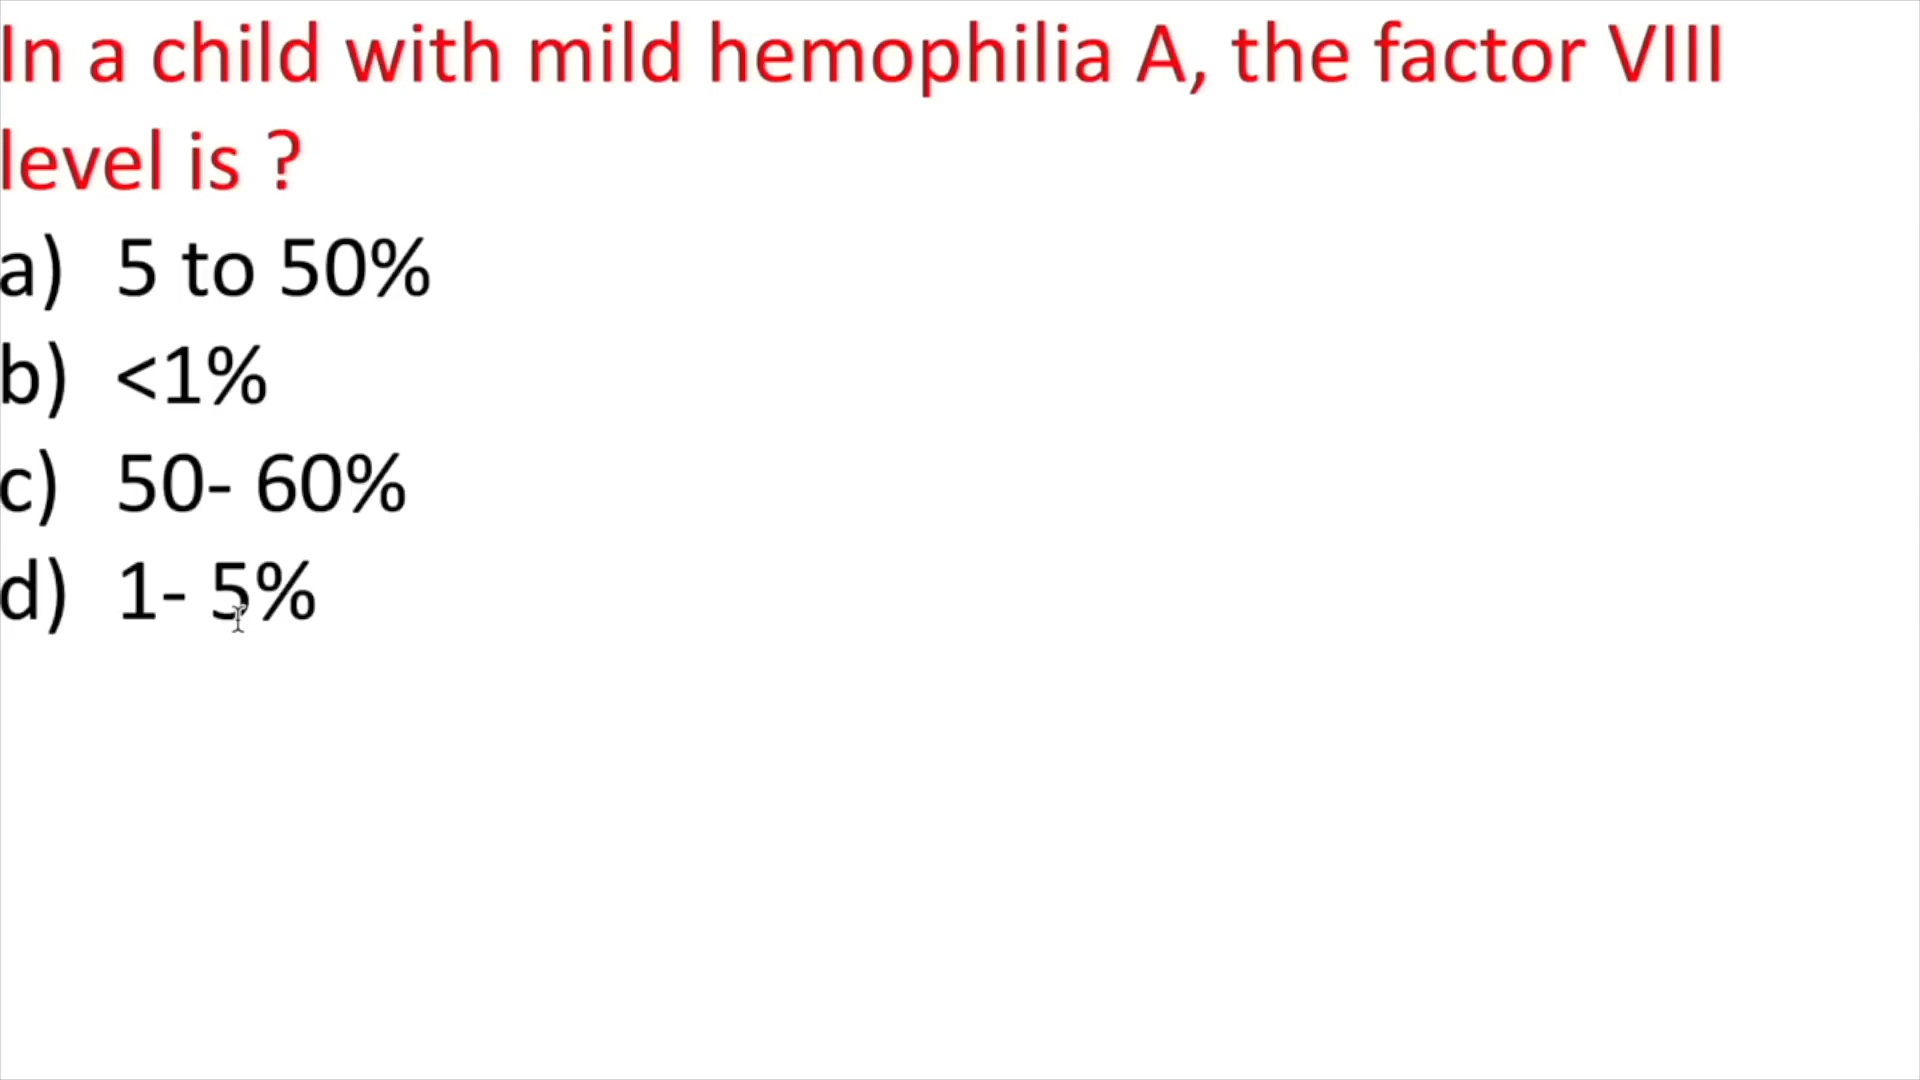 In a child with mild hemophilia A, the factor VIII
level is ?
a) 5 to 50%
b) <1%
c) 50- 60%
d) 1- 5%